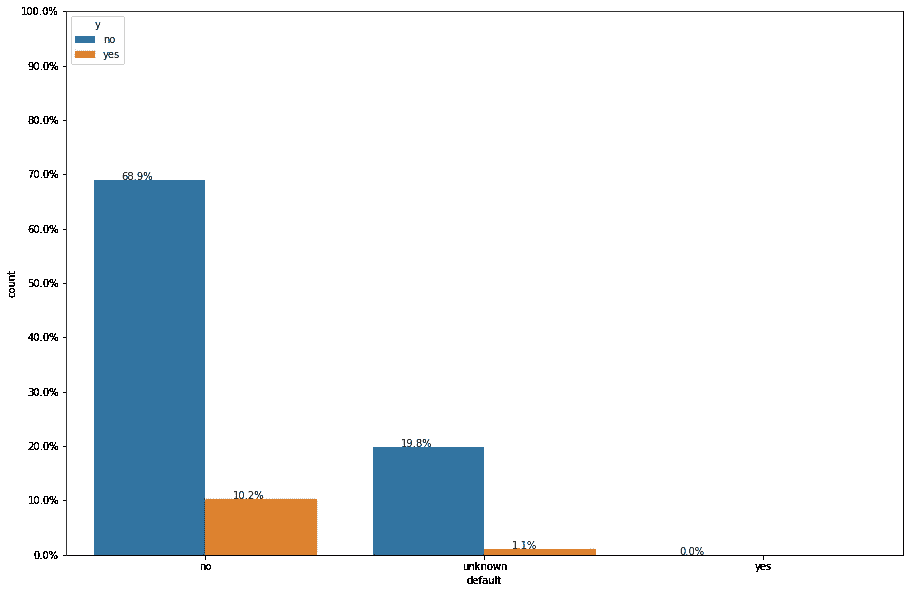 100.0%
90.0%
80.0%
70.0%
60.0%
50.0%
40.0%
30.0%
20.0%
10.0%
0.0%
count
y
no
yes
68.9%
10.2%
19.8%
1.1%
0.0%
no
unknown
yes
default